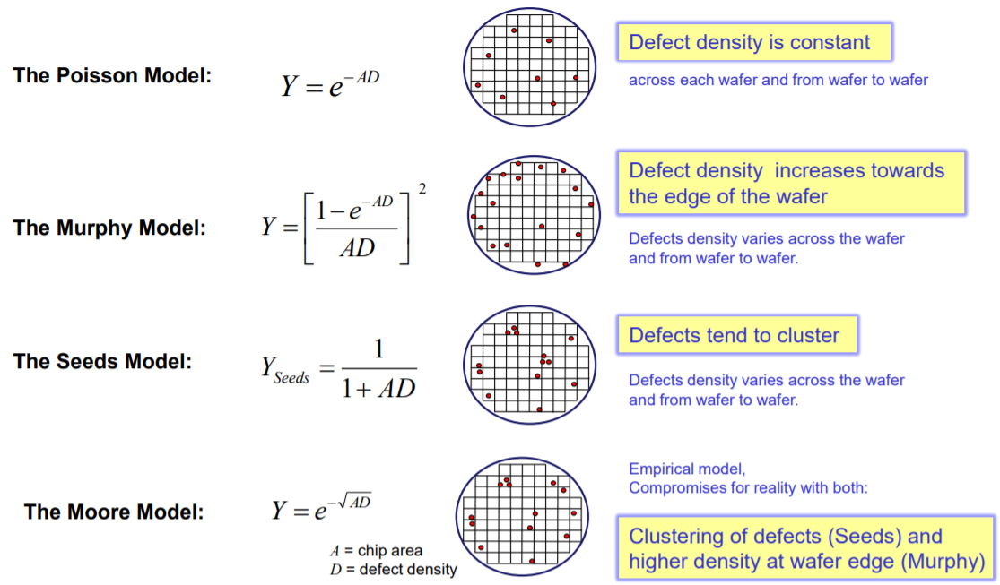 The Poisson Model:
Y = e^{-AD}
Defect density is constant
across each wafer and from wafer to wafer
The Murphy Model:
Y = [ (1-e^{-AD}) / AD ]^2
Defect density increases towards
the edge of the wafer
Defects density varies across the wafer
and from wafer to wafer.
The Seeds Model:
Y_{Seeds} = 1 / (1+ AD)
Defects tend to cluster
Defects density varies across the wafer
and from wafer to wafer.
The Moore Model:
Y = e^{-√AD}
A = chip area
D = defect density
Empirical model,
Compromises for reality with both:
Clustering of defects (Seeds) and
higher density at wafer edge (Murphy)